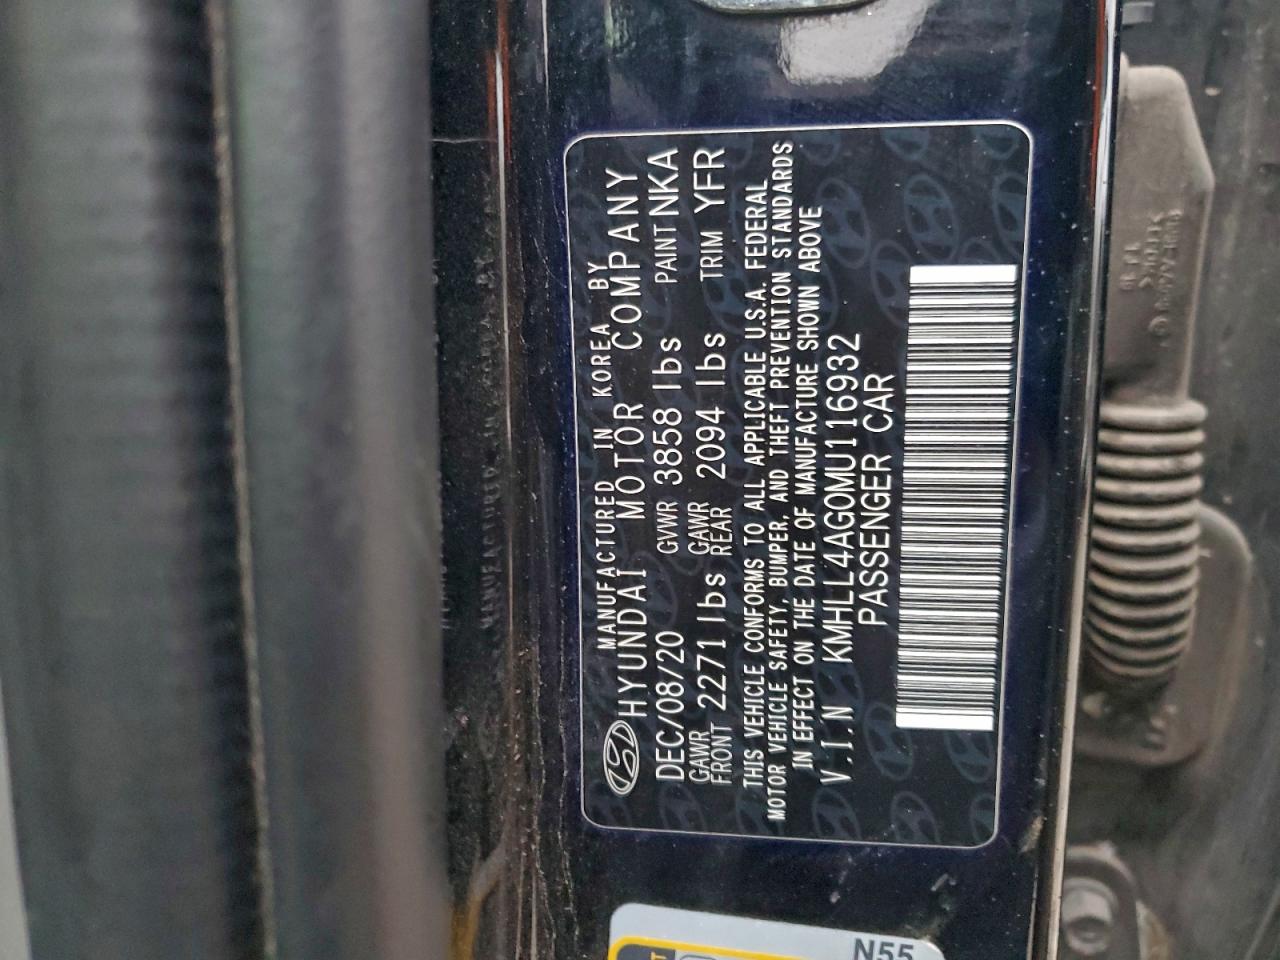 MANUFACTURED IN KOREA BY
HYUNDAI MOTOR COMPANY
DEC/08/20 GVWR 3858 lbs PAINT NKA
GAWR FRONT 2271 lbs GAWR REAR 2094 lbs TRIM YFR
THIS VEHICLE CONFORMS TO ALL APPLICABLE U.S.A. FEDERAL
MOTOR VEHICLE SAFETY, BUMPER, AND THEFT PREVENTION STANDARDS
IN EFFECT ON THE DATE OF MANUFACTURE SHOWN ABOVE
V.I.N KMHLL4AG0MU116932
PASSENGER CAR
N55